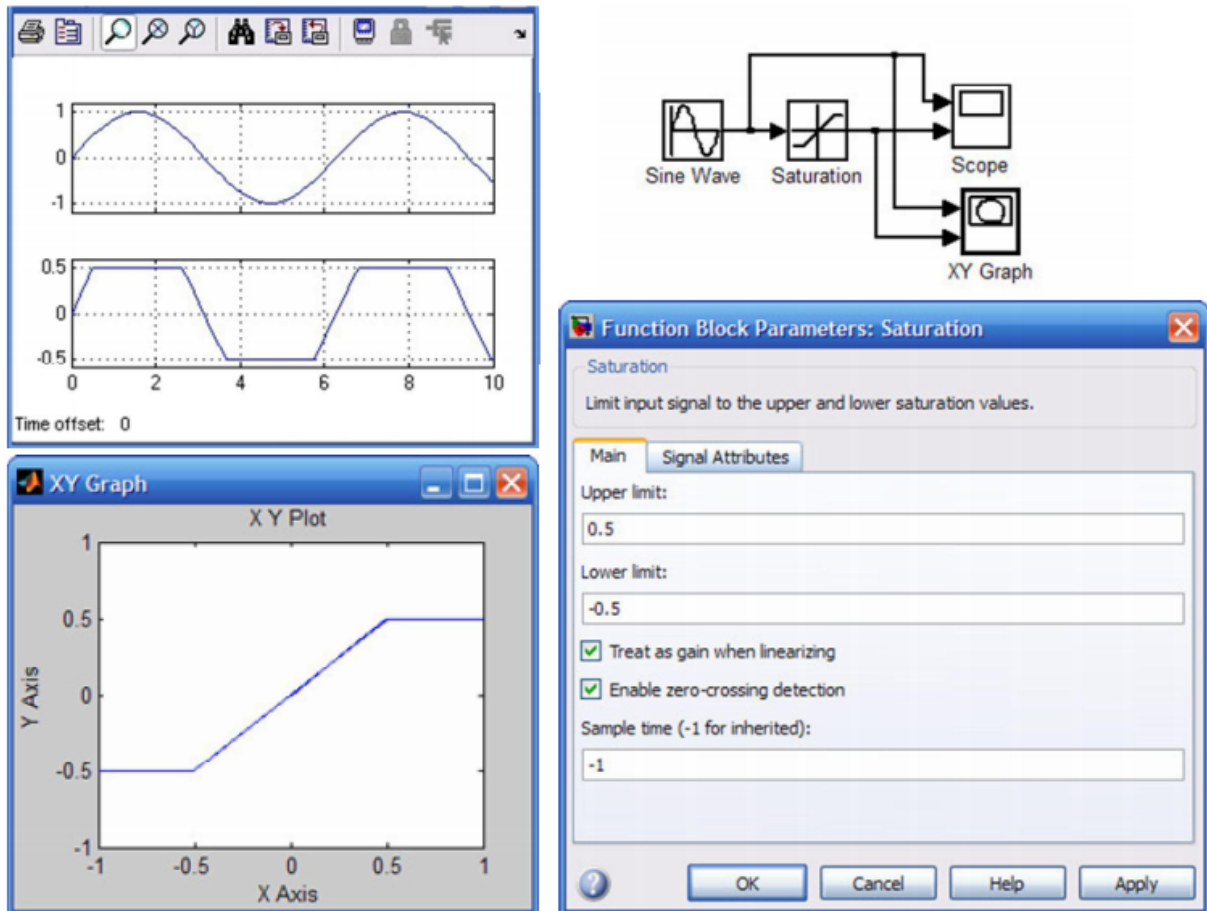 1
0
-1
0.5
0
-0.5
0 2 4 6 8 10
Time offset: 0
Sine Wave
Saturation
Scope
XY Graph
XY Graph
X Y Plot
1
0.5
0
-0.5
-1
Y Axis
-1 -0.5 0 0.5 1
X Axis
Function Block Parameters: Saturation
Saturation
Limit input signal to the upper and lower saturation values.
Main Signal Attributes
Upper limit:
0.5
Lower limit:
-0.5
Treat as gain when linearizing
Enable zero-crossing detection
Sample time (-1 for inherited):
-1
OK Cancel Help Apply